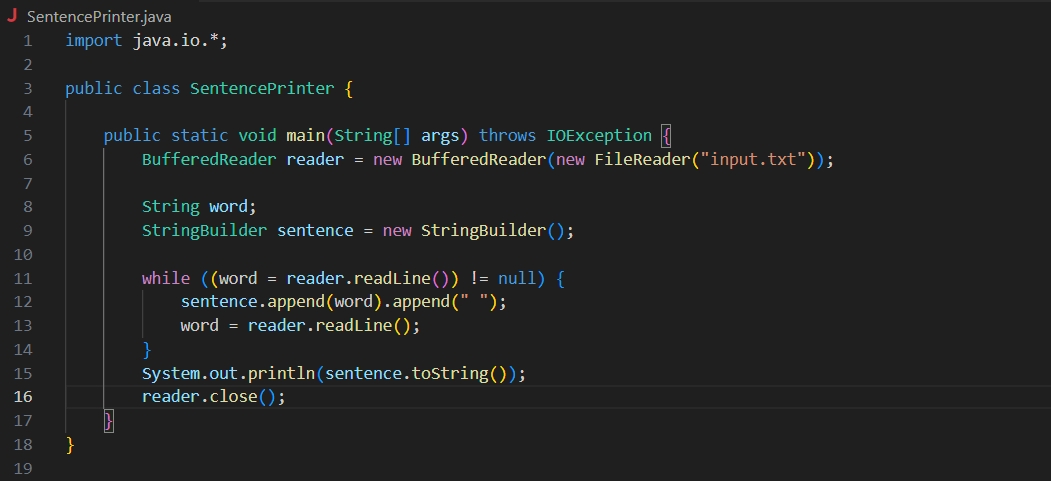 J SentencePrinter.java
1 import java.io.*;
2
3 public class SentencePrinter {
4
5     public static void main(String[] args) throws IOException {
6         BufferedReader reader = new BufferedReader(new FileReader("input.txt"));
7
8         String word;
9         StringBuilder sentence = new StringBuilder();
10
11         while ((word = reader.readLine()) != null) {
12             sentence.append(word).append(" ");
13             word = reader.readLine();
14         }
15         System.out.println(sentence.toString());
16         reader.close();
17     }
18 }
19